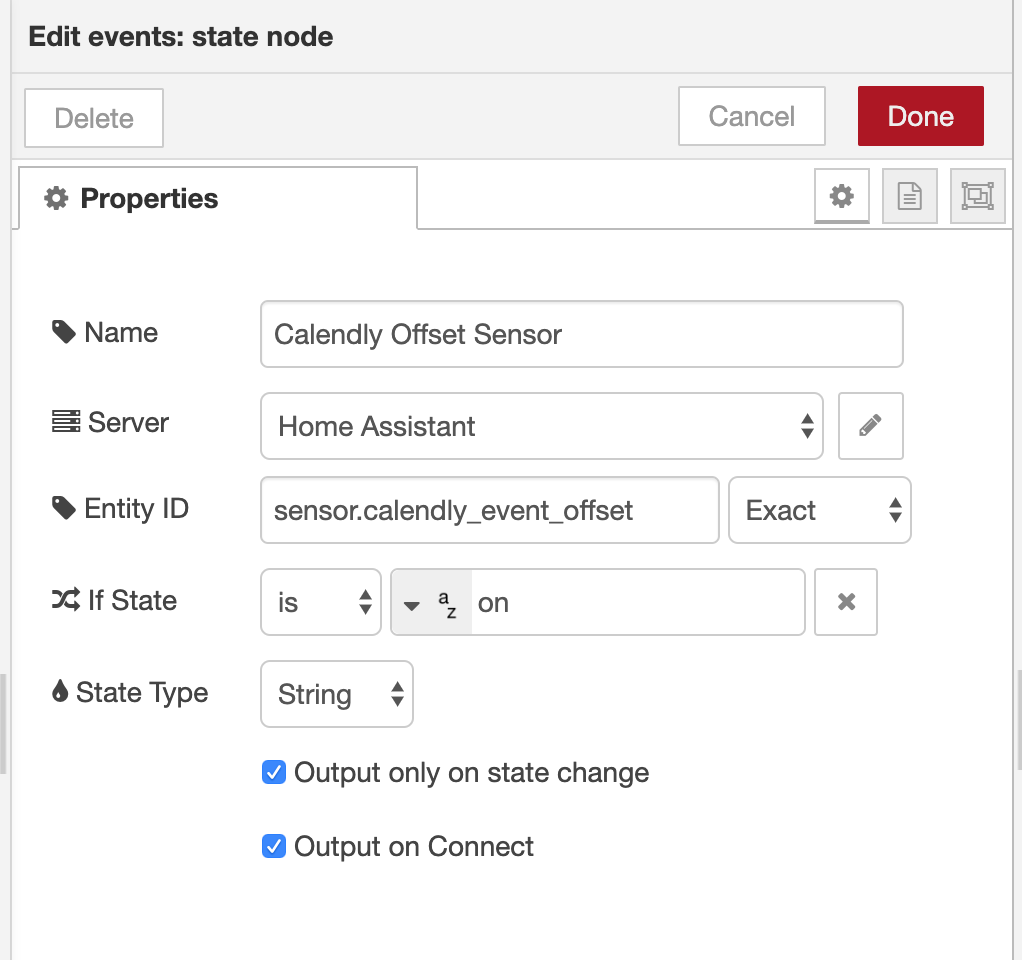 Edit events: state node
Delete Cancel Done
Properties
Name Calendly Offset Sensor
Server Home Assistant
Entity ID sensor.calendly_event_offset Exact
If State is a z on
State Type String
Output only on state change
Output on Connect